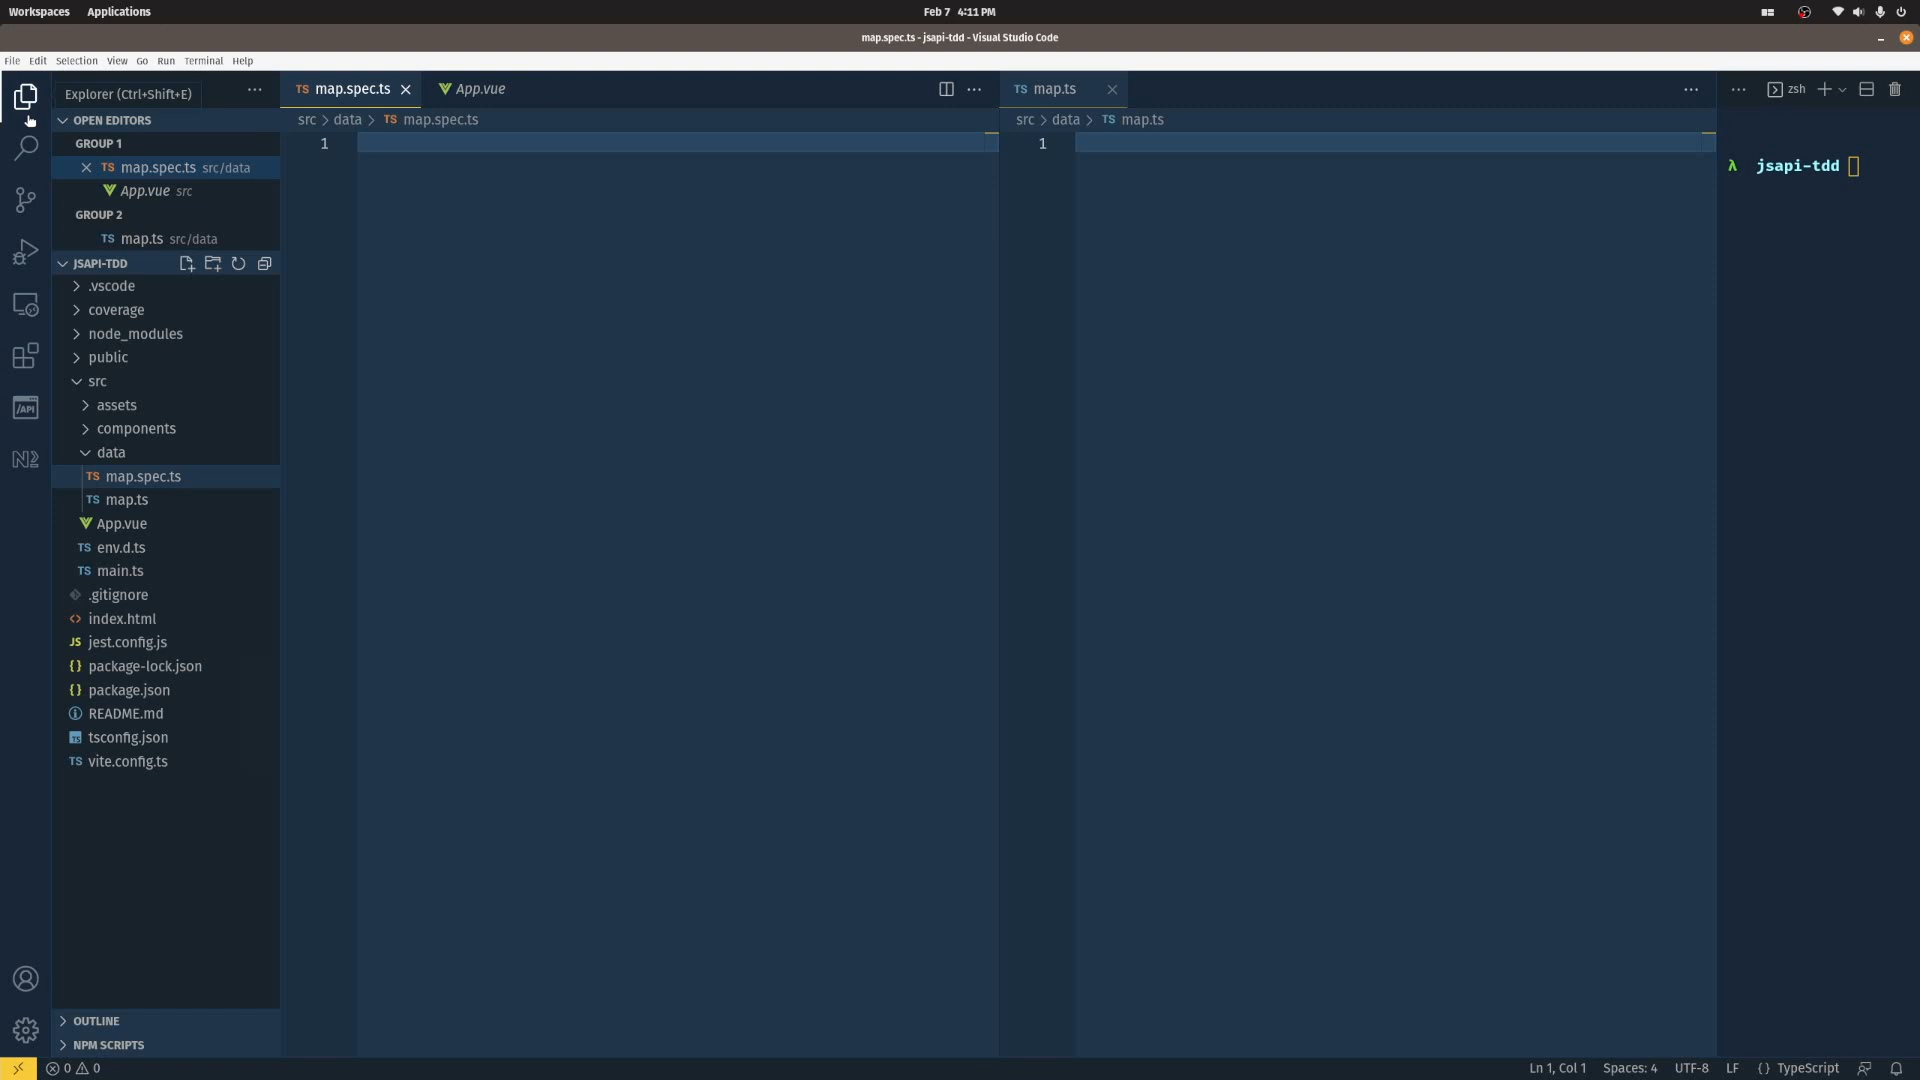 Workspaces Applications Feb 7 4:11 PM
map.spec.ts - jsapi-tdd - Visual Studio Code
File Edit Selection View Go Run Terminal Help
Explorer (Ctrl+Shift+E) ··· TS map.spec.ts App.vue ··· TS map.ts ··· ··· zsh
OPEN EDITORS src > data > TS map.spec.ts src > data > TS map.ts
GROUP 1 1 1
TS map.spec.ts src/data λ jsapi-tdd
App.vue src
GROUP 2
TS map.ts src/data
JSAPI-TDD
.vscode
coverage
node_modules
public
src
assets
/API components
data
N2 TS map.spec.ts
TS map.ts
App.vue
TS env.d.ts
TS main.ts
.gitignore
<> index.html
JS jest.config.js
{} package-lock.json
{} package.json
README.md
TS tsconfig.json
TS vite.config.ts
OUTLINE
NPM SCRIPTS
0 0 Ln 1, Col 1 Spaces: 4 UTF-8 LF {} TypeScript